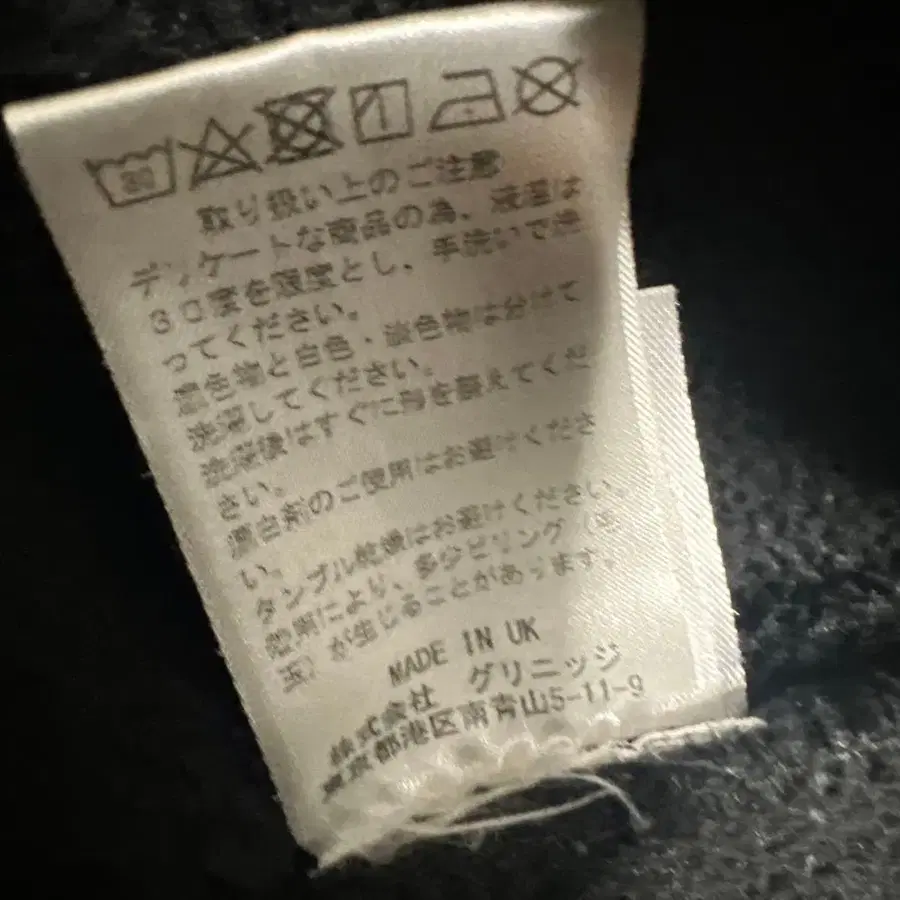 30
取り扱い上のご注意
デリケートな商品の為、洗濯は
30度を限度とし、手洗いで洗
ってください。
濃色物と白色・淡色物は分けて
洗濯してください。
洗濯後はすぐに形を整えてくだ
さい。
漂白剤のご使用はお避けくださ
い。
タンブル乾燥はお避けください。
着用により、多少ピリング（毛
玉）が生じることがあります。
MADE IN UK
株式会社 グリニッジ
東京都港区南青山5-11-9